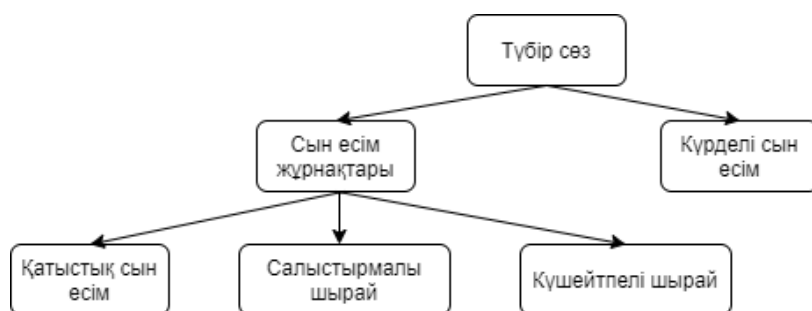 Түбір сөз
Сын есім
жұрнақтары
Күрделі сын
есім
Қатыстық сын
есім
Салыстырмалы
шырай
Күшейтпелі шырай